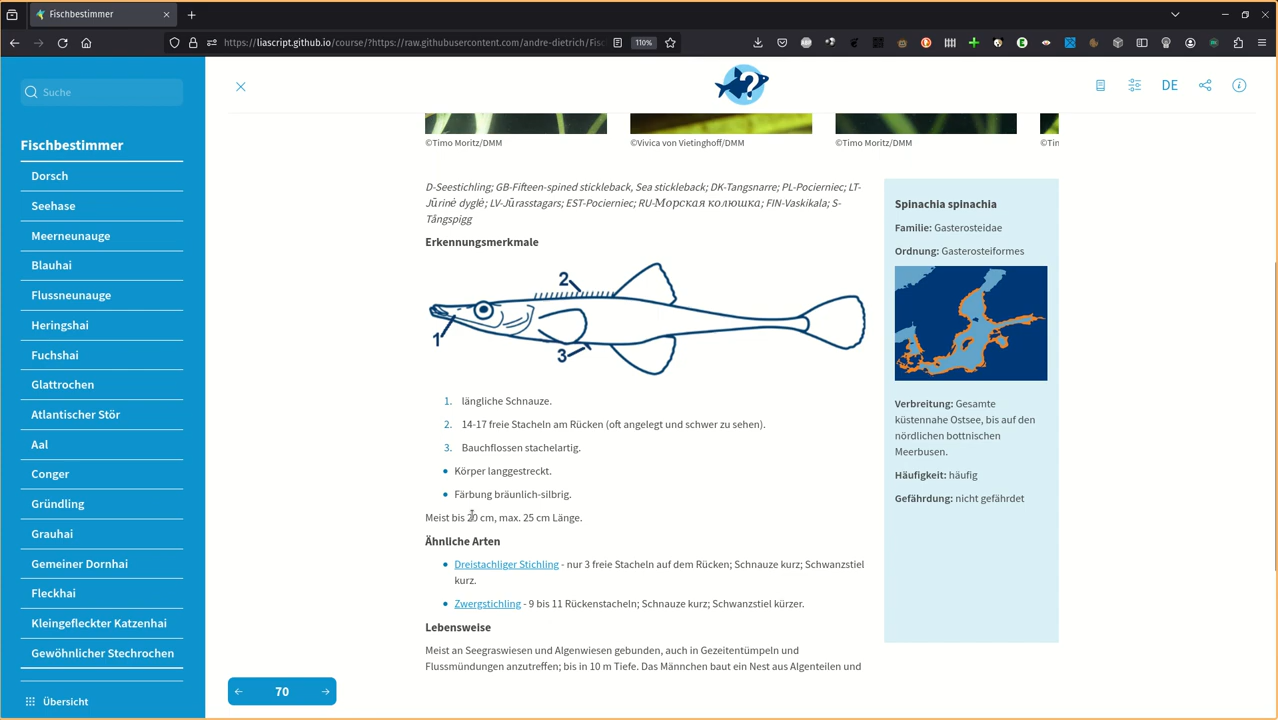 Fischbestimmer
https://liascript.github.io/course/?https://raw.githubusercontent.com/andre-dietrich/Fisc
110%
Suche
Fischbestimmer
Dorsch
Seehase
Meerneunauge
Blauhai
Flussneunauge
Heringshai
Fuchshai
Glattrochen
Atlantischer Stör
Aal
Conger
Gründling
Grauhai
Gemeiner Dornhai
Fleckhai
Kleingefleckter Katzenhai
Gewöhnlicher Stechrochen
Übersicht
?
DE
©Timo Moritz/DMM
©Vivica von Vietinghoff/DMM
©Timo Moritz/DMM
©Tin
D-Seestichling; GB-Fifteen-spined stickleback, Sea stickleback; DK-Tangsnarre; PL-Pocierniec; LT-
Jūrinė dyglė; LV-Jūrasstagars; EST-Pocierniec; RU-Морская колюшка; FIN-Vaskikala; S-
Tångspigg
Erkennungsmerkmale
1
2
3
1. längliche Schnauze.
2. 14-17 freie Stacheln am Rücken (oft angelegt und schwer zu sehen).
3. Bauchflossen stachelartig.
• Körper langgestreckt.
• Färbung bräunlich-silbrig.
Meist bis 20 cm, max. 25 cm Länge.
Ähnliche Arten
• Dreistachliger Stichling - nur 3 freie Stacheln auf dem Rücken; Schnauze kurz; Schwanzstiel
kurz.
• Zwergstichling - 9 bis 11 Rückenstacheln; Schnauze kurz; Schwanzstiel kürzer.
Lebensweise
Meist an Seegraswiesen und Algenwiesen gebunden, auch in Gezeitentümpeln und
Flussmündungen anzutreffen; bis in 10 m Tiefe. Das Männchen baut ein Nest aus Algenteilen und
Spinachia spinachia
Familie: Gasterosteidae
Ordnung: Gasterosteiformes
Verbreitung: Gesamte
küstennahe Ostsee, bis auf den
nördlichen bottnischen
Meerbusen.
Häufigkeit: häufig
Gefährdung: nicht gefährdet
70